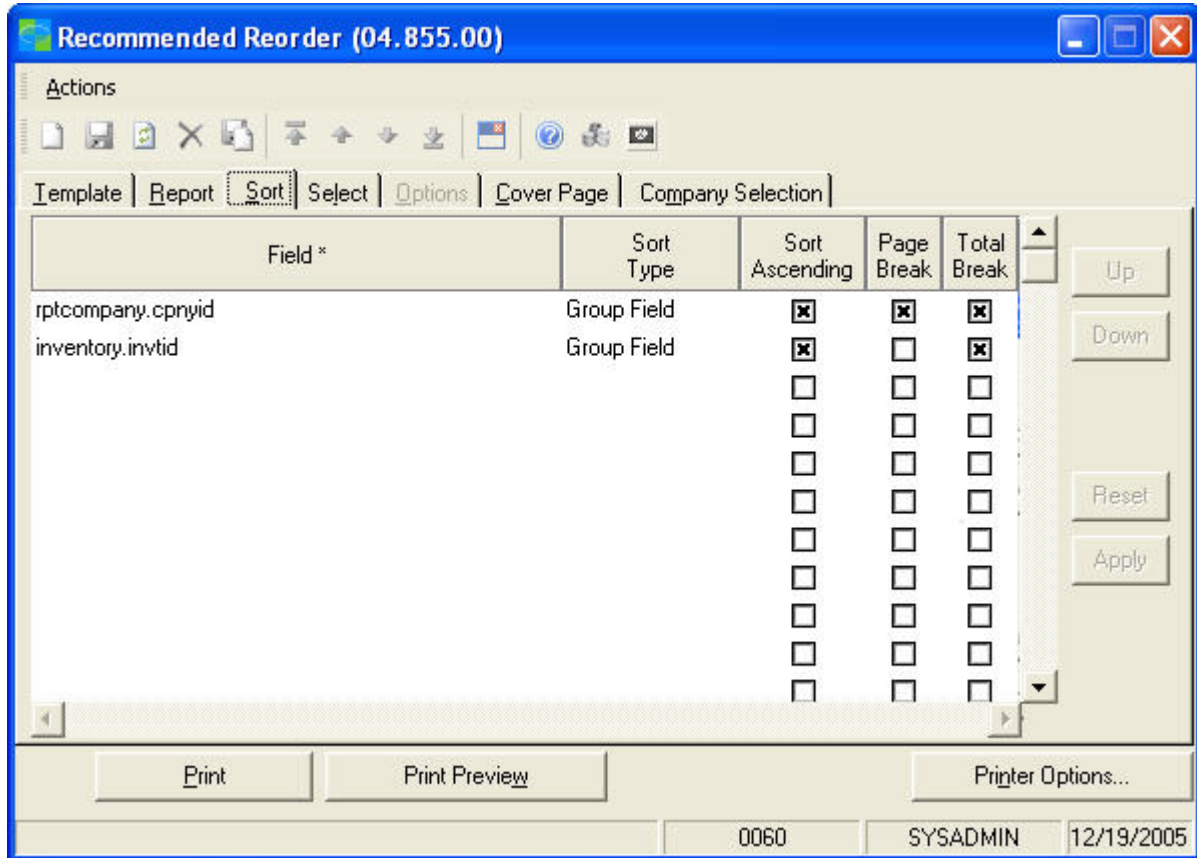 Recommended Reorder (04.855.00)
Actions
Template Report Sort Select Options Cover Page Company Selection
Field * Sort Type Sort Ascending Page Break Total Break
Up
rptcompany.cpnyid Group Field
Down
inventory.invtid Group Field
Reset
Apply
Print Print Preview Printer Options...
0060 SYSADMIN 12/19/2005